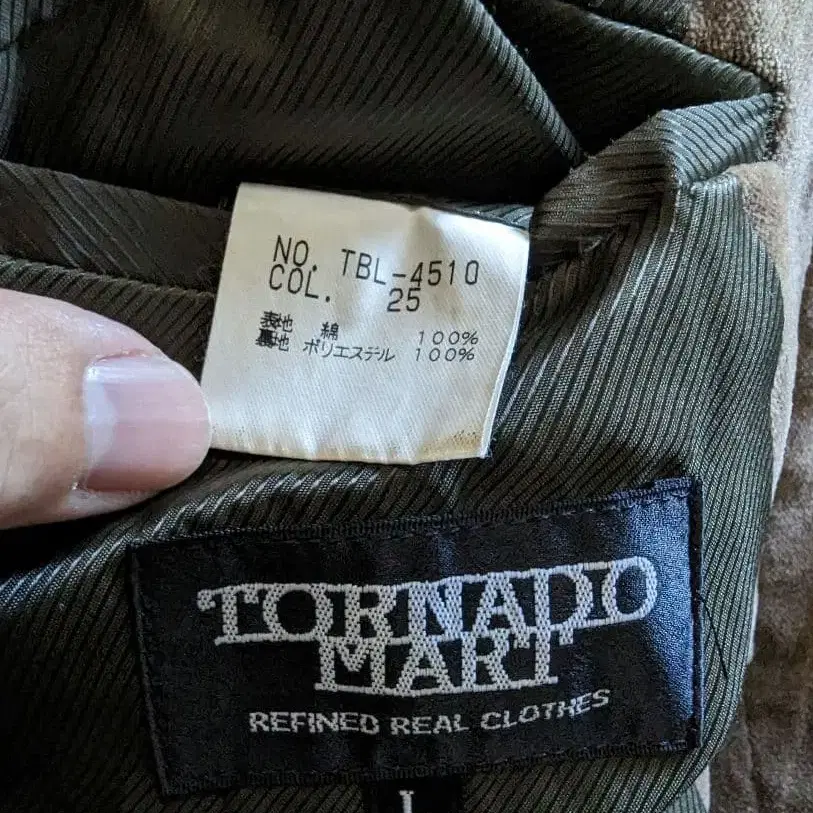 NO. TBL-4510
COL. 25
表地 綿 100%
裏地 ポリエステル 100%
TORNADO
MART
REFINED REAL CLOTHES
L